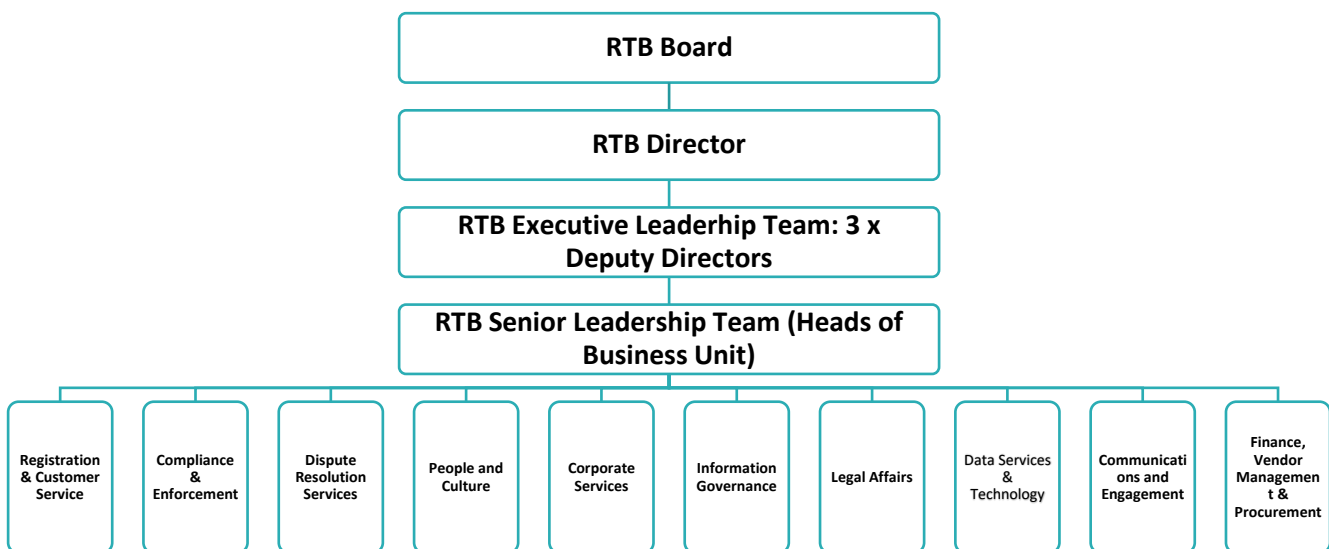 RTB Board
RTB Director
RTB Executive Leaderhip Team: 3 x
Deputy Directors
RTB Senior Leadership Team (Heads of
Business Unit)
Registration
& Customer
Service
Compliance
&
Enforcement
Dispute
Resolution
Services
People and
Culture
Corporate
Services
Information
Governance
Legal Affairs
Data Services
&
Technology
Communicati
ons and
Engagement
Finance,
Vendor
Managemen
t &
Procurement